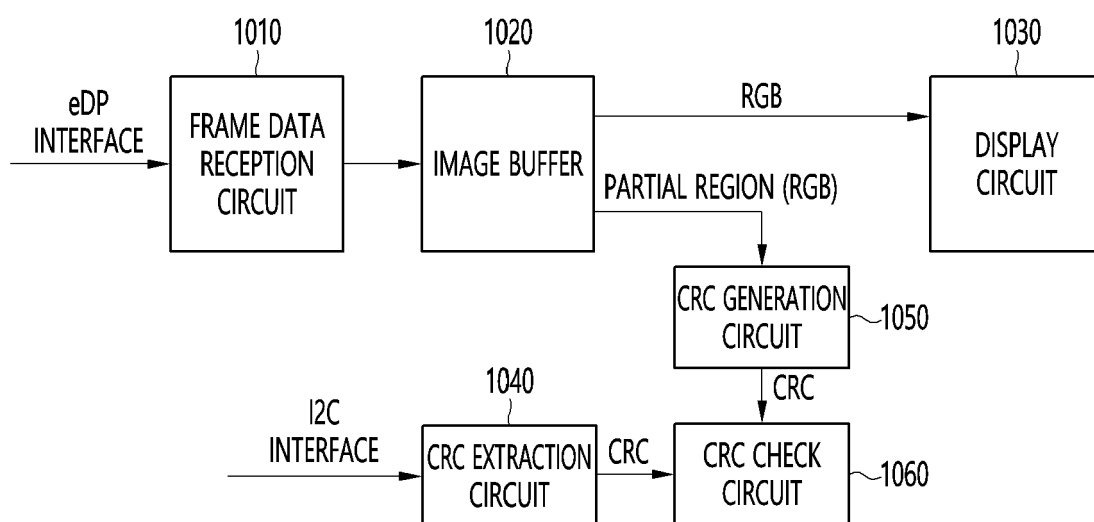 1010
1020
1030
eDP
INTERFACE
FRAME DATA
RECEPTION
CIRCUIT
IMAGE BUFFER
RGB
DISPLAY
CIRCUIT
PARTIAL REGION (RGB)
CRC GENERATION
CIRCUIT
1050
CRC
1040
I2C
INTERFACE
CRC EXTRACTION
CIRCUIT
CRC
CRC CHECK
CIRCUIT
1060